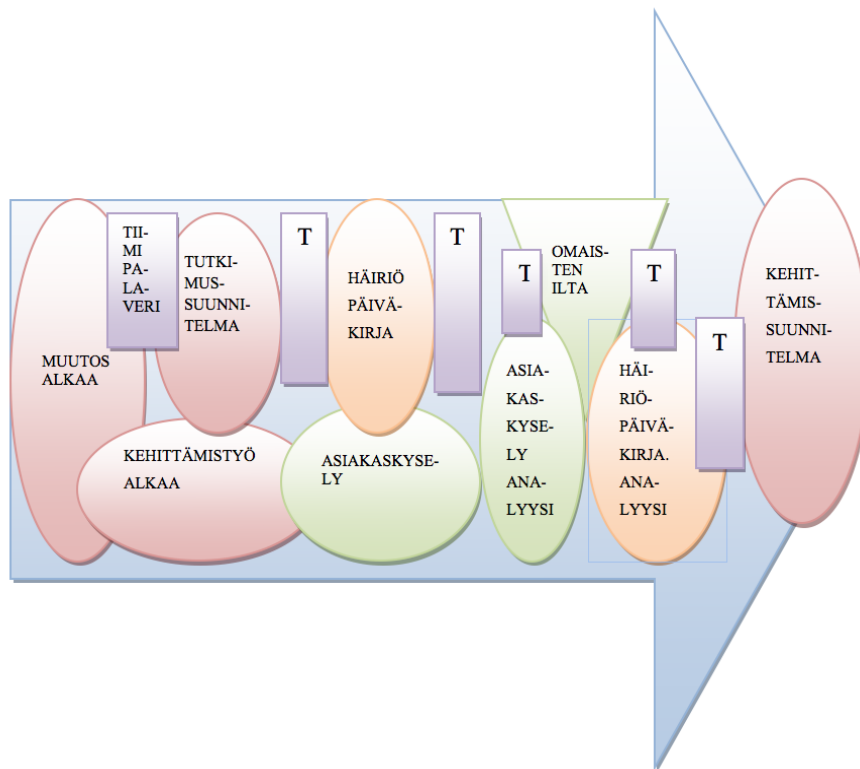 MUUTOS
ALKAA
TII-
MI
PA-
LA-
VERI
TUTKI-
MUS-
SUUNNI-
TELMA
KEHITTÄMISTYÖ
ALKAA
T
HÄIRIÖ
PÄIVÄ-
KIRJA
ASIAKASKYSE-
LY
T
T
OMAIS-
TEN
ILTA
ASIA-
KAS-
KYSE-
LY
ANA-
LYYSI
T
HÄI-
RIÖ-
PÄIVÄ-
KIRJA.
ANA-
LYYSI
T
KEHIT-
TÄMIS-
SUUNNI-
TELMA